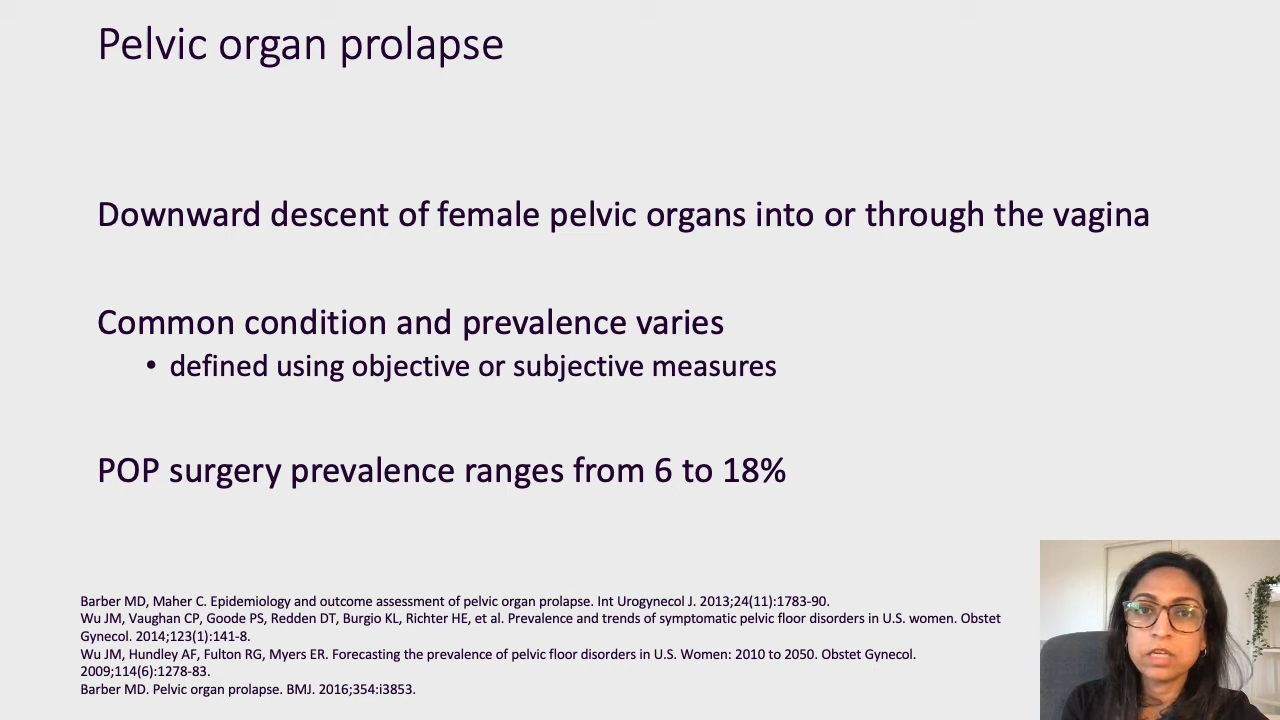 Pelvic organ prolapse
Downward descent of female pelvic organs into or through the vagina
Common condition and prevalence varies
• defined using objective or subjective measures
POP surgery prevalence ranges from 6 to 18%
Barber MD, Maher C. Epidemiology and outcome assessment of pelvic organ prolapse. Int Urogynecol J. 2013;24(11):1783-90.
Wu JM, Vaughan CP, Goode PS, Redden DT, Burgio KL, Richter HE, et al. Prevalence and trends of symptomatic pelvic floor disorders in U.S. women. Obstet
Gynecol. 2014;123(1):141-8.
Wu JM, Hundley AF, Fulton RG, Myers ER. Forecasting the prevalence of pelvic floor disorders in U.S. Women: 2010 to 2050. Obstet Gynecol.
2009;114(6):1278-83.
Barber MD. Pelvic organ prolapse. BMJ. 2016;354:i3853.